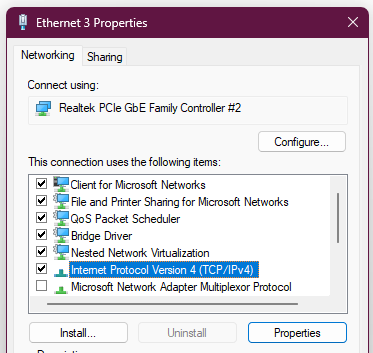 Ethernet 3 Properties
Networking
Sharing
Connect using:
Realtek PCIe GbE Family Controller #2
Configure...
This connection uses the following items:
Client for Microsoft Networks
File and Printer Sharing for Microsoft Networks
QoS Packet Scheduler
Bridge Driver
Nested Network Virtualization
Internet Protocol Version 4 (TCP/IPv4)
Microsoft Network Adapter Multiplexor Protocol
Install...
Uninstall
Properties